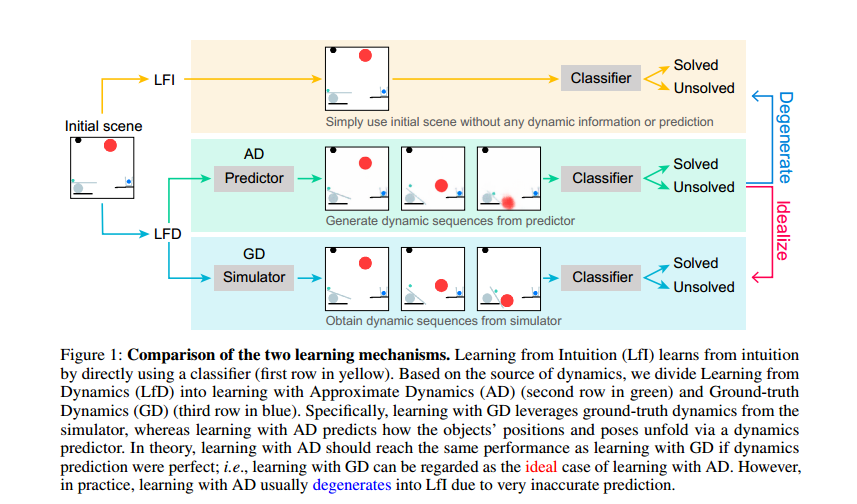 LFI
Classifier
Solved
Unsolved
Simply use initial scene without any dynamic information or prediction
Initial scene
AD
Predictor
Classifier
Solved
Unsolved
Generate dynamic sequences from predictor
LFD
GD
Simulator
Classifier
Solved
Unsolved
Obtain dynamic sequences from simulator
Degenerate
Idealize
Figure 1: Comparison of the two learning mechanisms. Learning from Intuition (LfI) learns from intuition
by directly using a classifier (first row in yellow). Based on the source of dynamics, we divide Learning from
Dynamics (LfD) into learning with Approximate Dynamics (AD) (second row in green) and Ground-truth
Dynamics (GD) (third row in blue). Specifically, learning with GD leverages ground-truth dynamics from the
simulator, whereas learning with AD predicts how the objects' positions and poses unfold via a dynamics
predictor. In theory, learning with AD should reach the same performance as learning with GD if dynamics
prediction were perfect; i.e., learning with GD can be regarded as the ideal case of learning with AD. However,
in practice, learning with AD usually degenerates into LfI due to very inaccurate prediction.